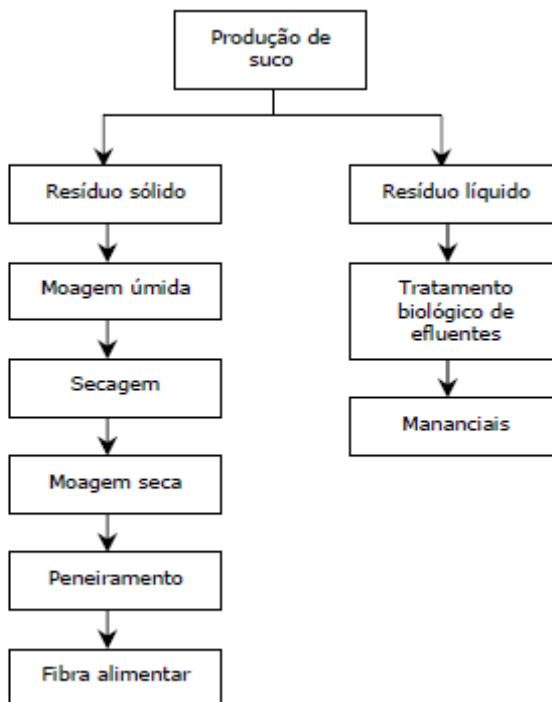 Produção de
suco
Resíduo sólido
Moagem úmida
Secagem
Moagem seca
Peneiramento
Fibra alimentar
Resíduo líquido
Tratamento
biológico de
efluentes
Mananciais